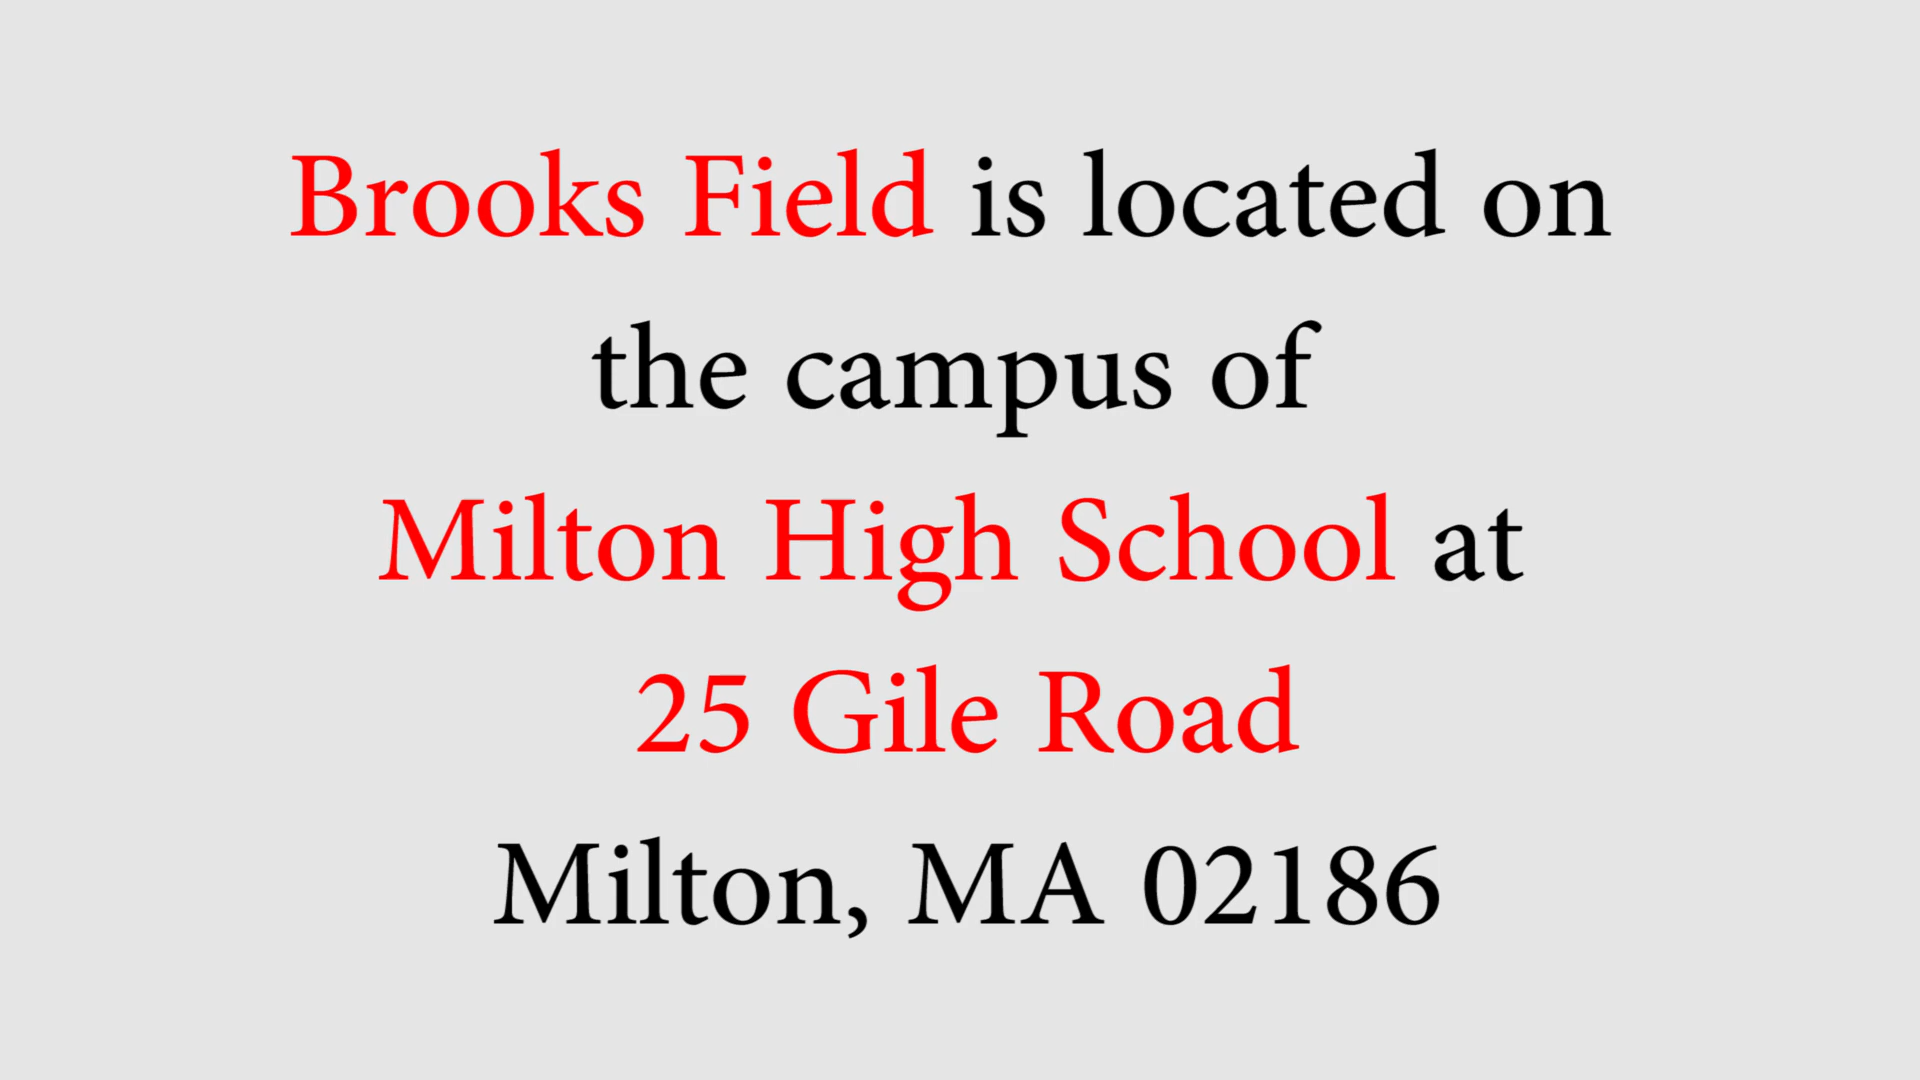 Brooks Field is located on
the campus of
Milton High School at
25 Gile Road
Milton, MA 02186